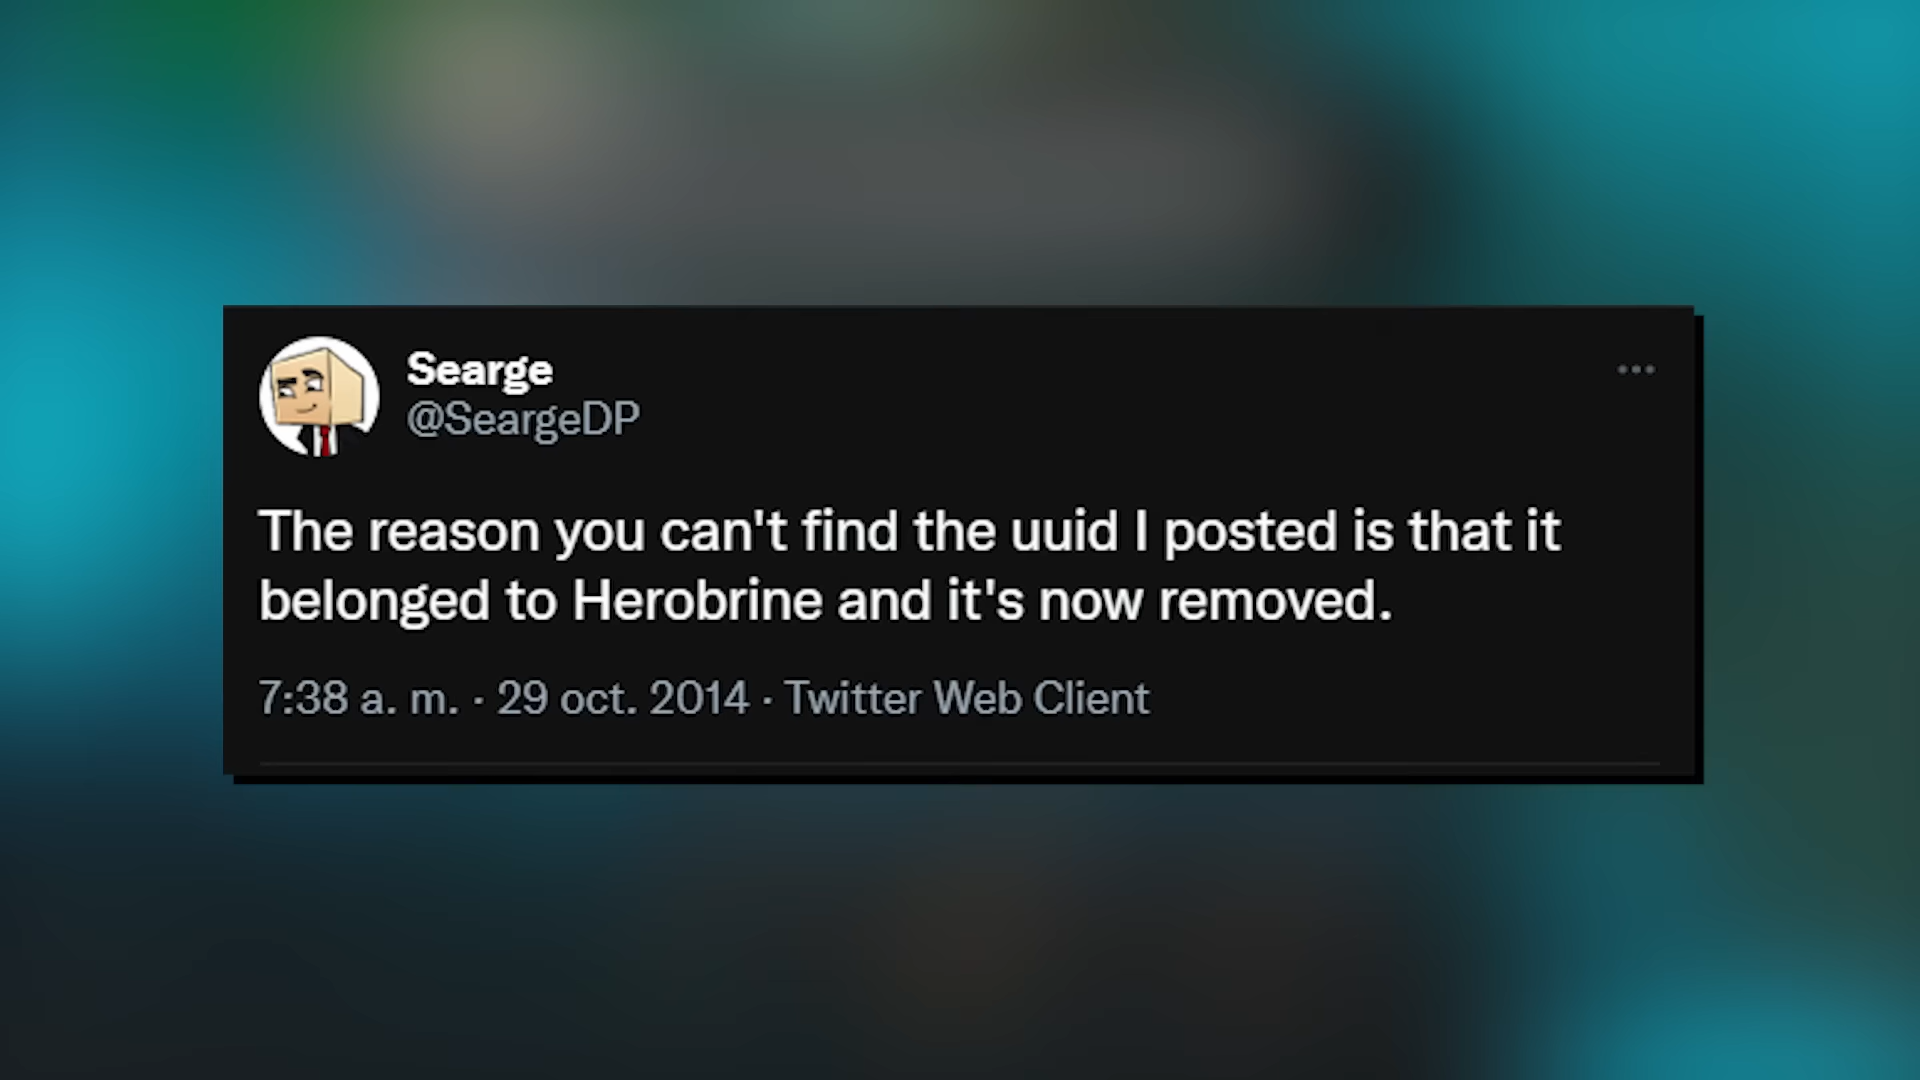 Searge
@SeargeDP
The reason you can't find the uuid I posted is that it
belonged to Herobrine and it's now removed.
7:38 a. m. · 29 oct. 2014 · Twitter Web Client